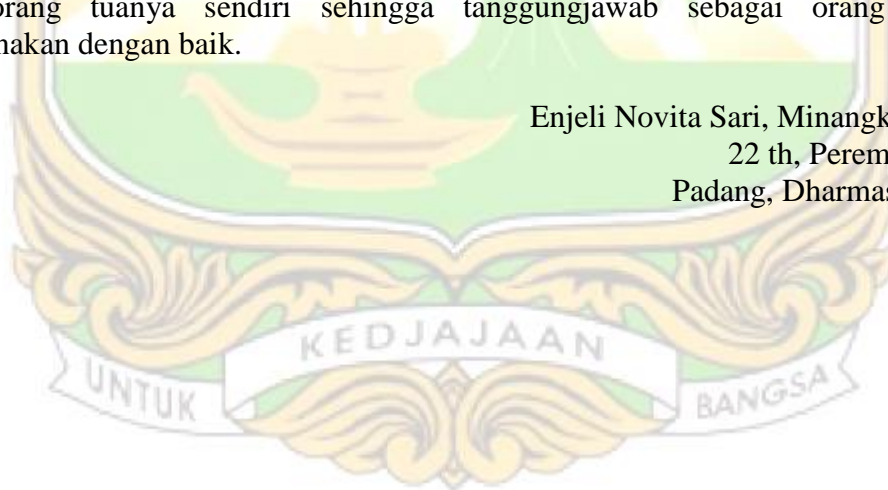 orang tuanya sendiri sehingga tanggungjawab sebagai orang
nakan dengan baik.
Enjeli Novita Sari, Minangk
22 th, Perem
Padang, Dharmas
KEDJAJAAN
UNTUK
BANGSA